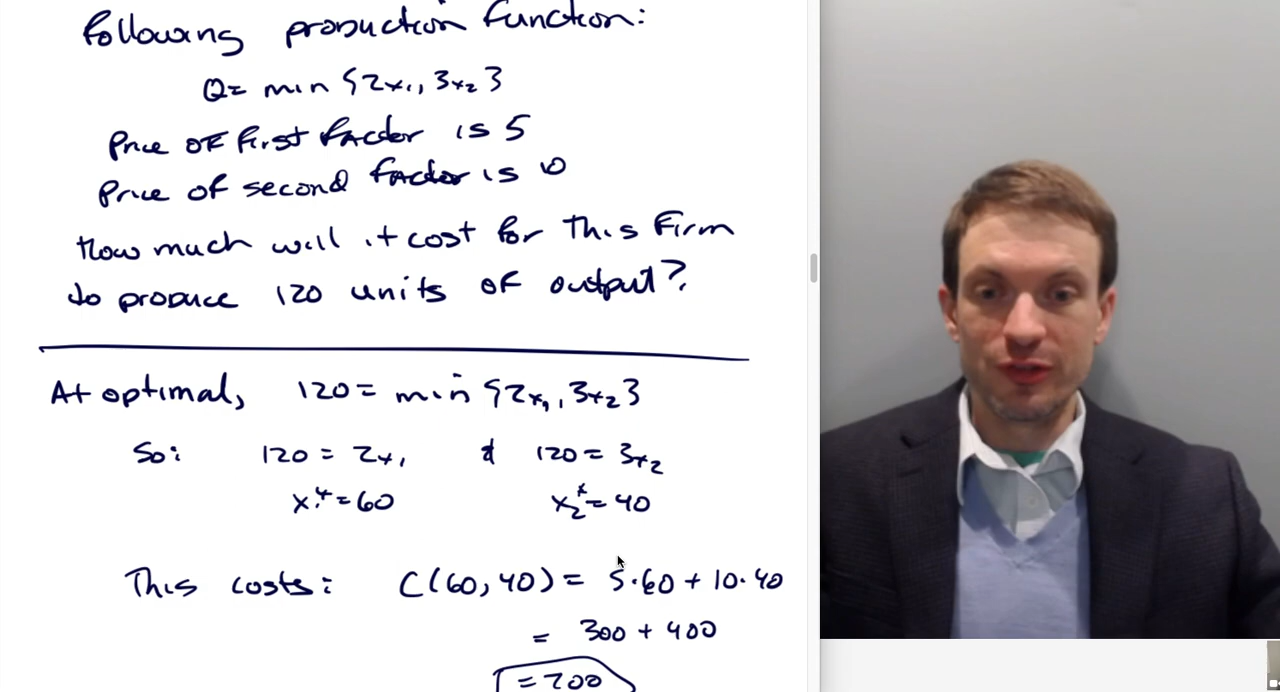 following production function:
Q= min {2x₁, 3x₂}
Price of first factor is 5
Price of second factor is 10
How much will it cost for this firm
to produce 120 units of output?
At optimal, 120 = min {2x₁, 3x₂}
So: 120 = 2x₁ & 120 = 3x₂
x₁* = 60 x₂* = 40
This costs: C(60,40) = 5·60 + 10·40
= 300 + 400
= 700